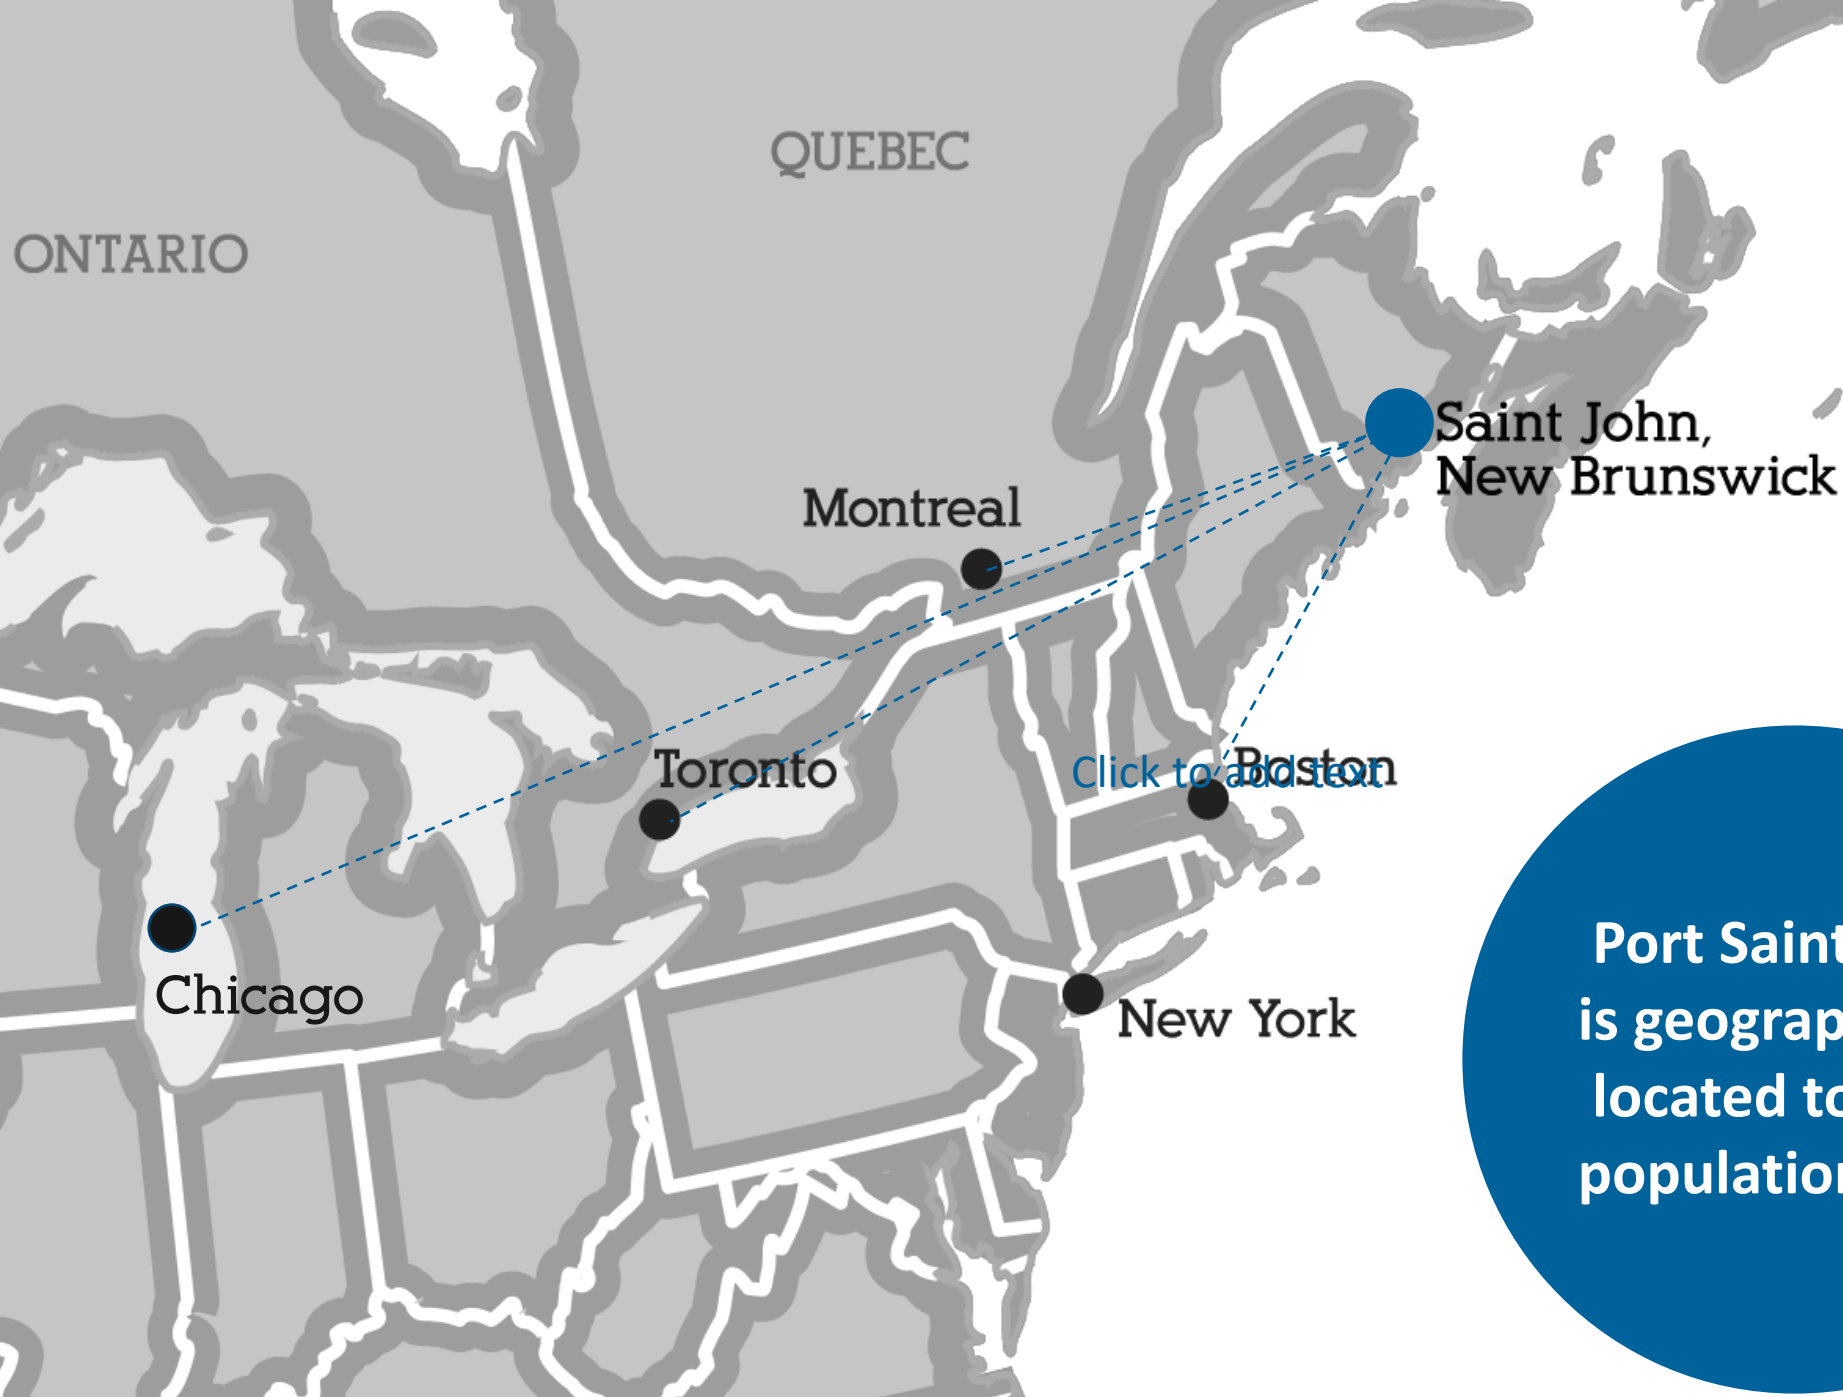 QUEBEC
ONTARIO
Saint John,
New Brunswick
Montreal
Toronto
Boston
Click to add text
Chicago
New York
Port Saint
is geograp
located to
population